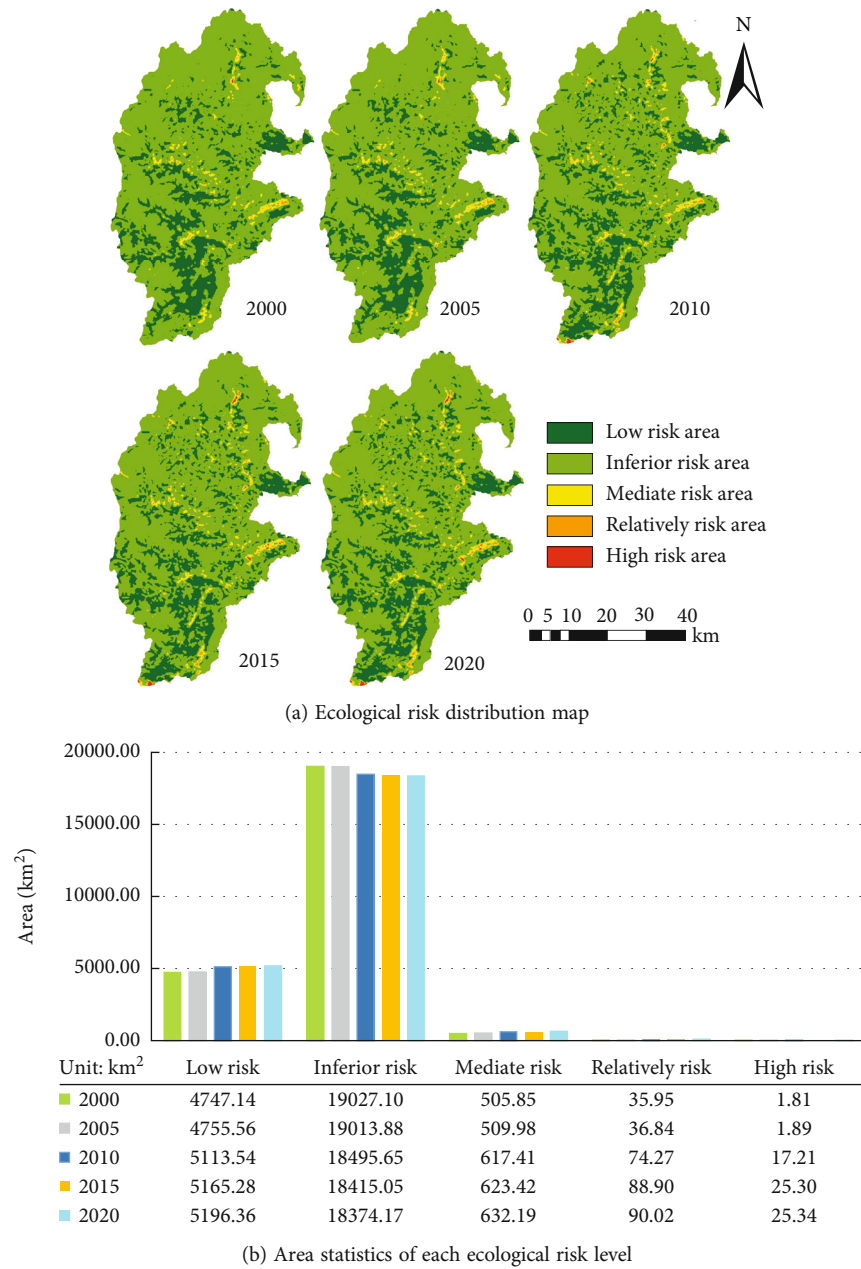 N
2000
2005
2010
2015
2020
Low risk area
Inferior risk area
Mediate risk area
Relatively risk area
High risk area
0 5 10 20 30 40
km
(a) Ecological risk distribution map
20000.00
15000.00
10000.00
5000.00
0.00
Area (km²)
Unit: km² Low risk Inferior risk Mediate risk Relatively risk High risk
2000 4747.14 19027.10 505.85 35.95 1.81
2005 4755.56 19013.88 509.98 36.84 1.89
2010 5113.54 18495.65 617.41 74.27 17.21
2015 5165.28 18415.05 623.42 88.90 25.30
2020 5196.36 18374.17 632.19 90.02 25.34
(b) Area statistics of each ecological risk level